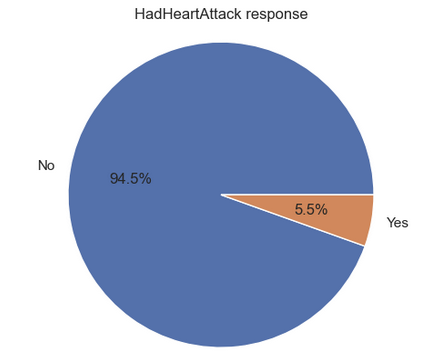 HadHeartAttack response
No
94.5%
5.5%
Yes